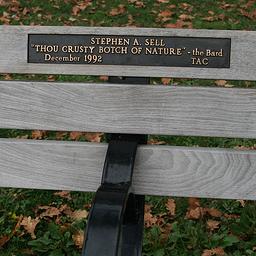 STEPHEN A. SELL
"THOU CRUSTY BOTCH OF NATURE" - the Bard
December 1992 TAC